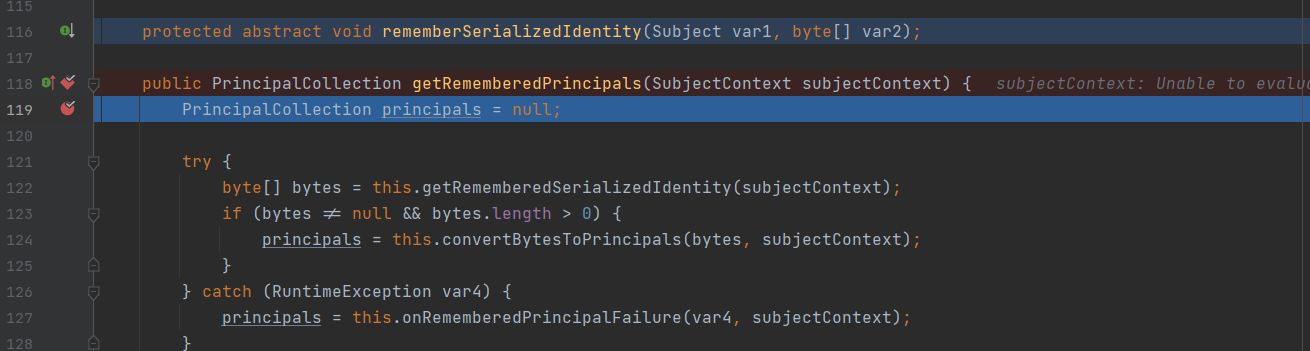 115
116 protected abstract void rememberSerializedIdentity(Subject var1, byte[] var2);
117
118 public PrincipalCollection getRememberedPrincipals(SubjectContext subjectContext) { subjectContext: Unable to evalu
119 PrincipalCollection principals = null;
120
121 try {
122 byte[] bytes = this.getRememberedSerializedIdentity(subjectContext);
123 if (bytes ≠ null && bytes.length > 0) {
124 principals = this.convertBytesToPrincipals(bytes, subjectContext);
125 }
126 } catch (RuntimeException var4) {
127 principals = this.onRememberedPrincipalFailure(var4, subjectContext);
128 }